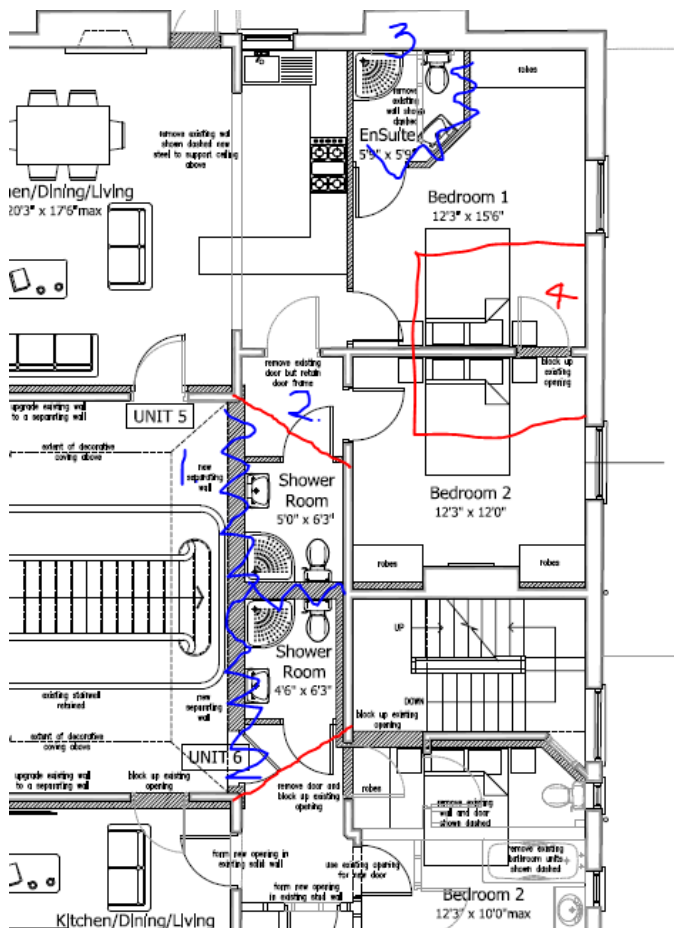 3
robes
remove
existing
wall shown
dashed
remove existing wall
shown dashed new
steel to support ceiling
above
EnSuite
5'9" x 5'9"
hen/Dining/Living
20'3" x 17'6"max
Bedroom 1
12'3" x 15'6"
4
remove existing
door but retain
door frame
block up
existing
opening
UNIT 5
upgrade existing wall
to a separating wall
2.
extent of decorative
coving above
1.
new
separating
wall
Shower
Room
5'0" x 6'3"
Bedroom 2
12'3" x 12'0"
robes
robes
UP
Shower
Room
4'6" x 6'3"
existing stairwell
retained
new
separating
wall
DOWN
block up existing
opening
extent of decorative
coving above
UNIT 6
upgrade existing wall
to a separating wall
block up existing
opening
remove door and
block up existing
opening
robes
remove existing
wall and door
shown dashed
form new opening in
existing solid wall
use existing opening
for new door
remove existing
bathroom units
shown dashed
form new opening
in existing stud wall
Bedroom 2
12'3" x 10'0"max
Kitchen/Dining/Living